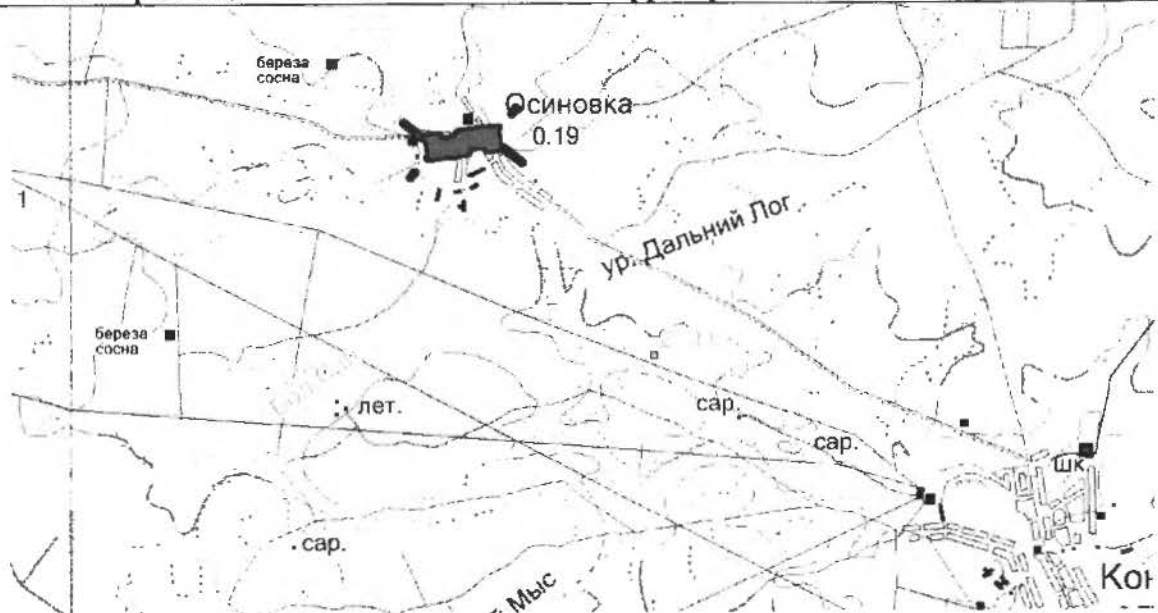 береза
сосна
Осиновка
0.19
1
ур. Дальний Лог
береза
сосна
лет.
сар.
сар.
шк.
сар.
Мыс
Кон